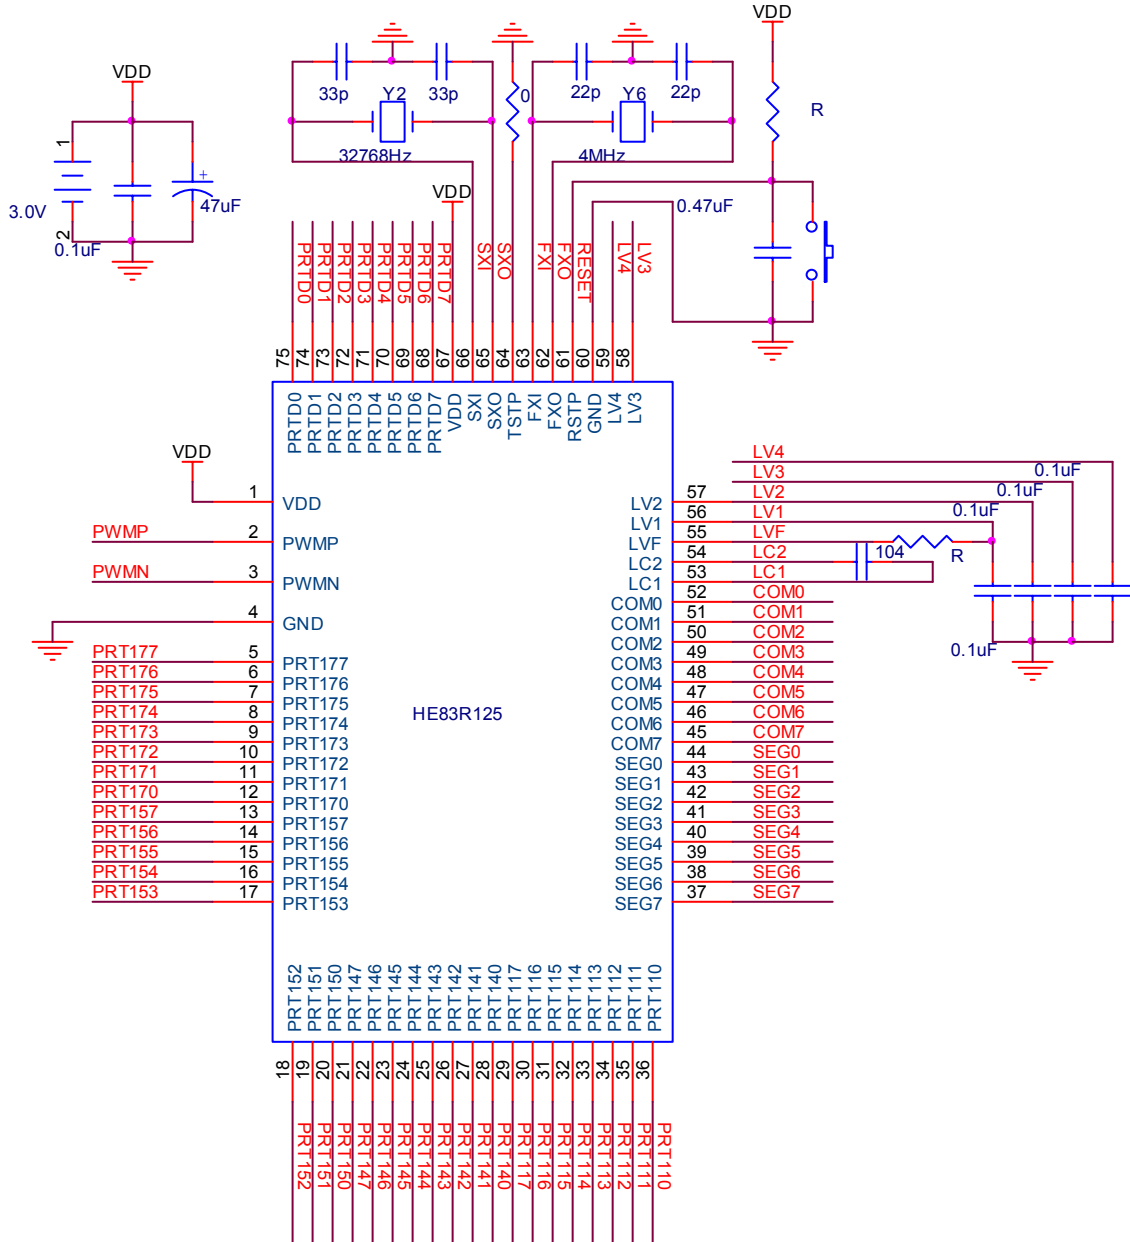 VDD
33p
33p
22p
22p
VDD
Y2
0
Y6
R
32768Hz
4MHz
VDD
1
3.0V
2
0.1uF
47uF
0.47uF
PRTD0
PRTD1
PRTD2
PRTD3
PRTD4
PRTD5
PRTD6
PRTD7
SXI
SXO
FXI
FXO
RESET
LV4
LV3
75
74
73
72
71
70
69
68
67
66
65
64
63
62
61
60
59
58
PRTD0
PRTD1
PRTD2
PRTD3
PRTD4
PRTD5
PRTD6
PRTD7
VDD
SXI
SXO
TSTP
FXI
FXO
RSTP
GND
LV4
LV3
VDD
1 VDD
PWMP 2 PWMP
PWMN 3 PWMN
4 GND
PRT177 5 PRT177
PRT176 6 PRT176
PRT175 7 PRT175
PRT174 8 PRT174
PRT173 9 PRT173
PRT172 10 PRT172
PRT171 11 PRT171
PRT170 12 PRT170
PRT157 13 PRT157
PRT156 14 PRT156
PRT155 15 PRT155
PRT154 16 PRT154
PRT153 17 PRT153
HE83R125
LV4
LV3
LV2 57 LV2
LV1 56 LV1
LVF 55 LVF
LC2 54 LC2
LC1 53 LC1
COM0 52 COM0
COM1 51 COM1
COM2 50 COM2
COM3 49 COM3
COM4 48 COM4
COM5 47 COM5
COM6 46 COM6
COM7 45 COM7
SEG0 44 SEG0
SEG1 43 SEG1
SEG2 42 SEG2
SEG3 41 SEG3
SEG4 40 SEG4
SEG5 39 SEG5
SEG6 38 SEG6
SEG7 37 SEG7
0.1uF
0.1uF
0.1uF
104
R
0.1uF
PRT152
PRT151
PRT150
PRT147
PRT146
PRT145
PRT144
PRT143
PRT142
PRT141
PRT140
PRT117
PRT116
PRT115
PRT114
PRT113
PRT112
PRT111
PRT110
18
19
20
21
22
23
24
25
26
27
28
29
30
31
32
33
34
35
36
PRT152
PRT151
PRT150
PRT147
PRT146
PRT145
PRT144
PRT143
PRT142
PRT141
PRT140
PRT117
PRT116
PRT115
PRT114
PRT113
PRT112
PRT111
PRT110